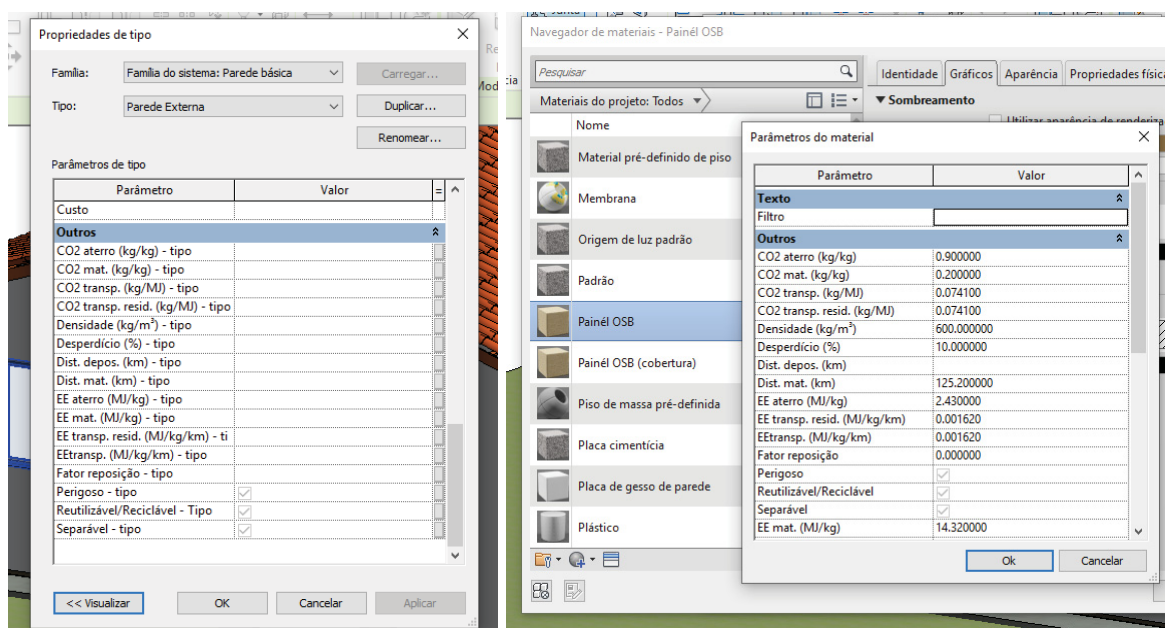 Propriedades de tipo
Família: Família do sistema: Parede básica Carregar...
Tipo: Parede Externa Duplicar...
Renomear...
Parâmetros de tipo
Parâmetro Valor =
Custo
Outros
CO2 aterro (kg/kg) - tipo
CO2 mat. (kg/kg) - tipo
CO2 transp. (kg/MJ) - tipo
CO2 transp. resid. (kg/MJ) - tipo
Densidade (kg/m³) - tipo
Desperdício (%) - tipo
Dist. depos. (km) - tipo
Dist. mat. (km) - tipo
EE aterro (MJ/kg) - tipo
EE mat. (MJ/kg) - tipo
EE transp. resid. (MJ/kg/km) - ti
EEtransp. (MJ/kg/km) - tipo
Fator reposição - tipo
Perigoso - tipo
Reutilizável/Reciclável - Tipo
Separável - tipo
<< Visualizar OK Cancelar Aplicar
Navegador de materiais - Painél OSB
Pesquisar
Materiais do projeto: Todos
Nome
Material pré-definido de piso
Membrana
Origem de luz padrão
Padrão
Painél OSB
Painél OSB (cobertura)
Piso de massa pré-definida
Placa cimentícia
Placa de gesso de parede
Plástico
Identidade Gráficos Aparência Propriedades física
Sombreamento
Parâmetros do material
Parâmetro Valor
Texto
Filtro
Outros
CO2 aterro (kg/kg) 0.900000
CO2 mat. (kg/kg) 0.200000
CO2 transp. (kg/MJ) 0.074100
CO2 transp. resid. (kg/MJ) 0.074100
Densidade (kg/m³) 600.000000
Desperdício (%) 10.000000
Dist. depos. (km)
Dist. mat. (km) 125.200000
EE aterro (MJ/kg) 2.430000
EE transp. resid. (MJ/kg/km) 0.001620
EEtransp. (MJ/kg/km) 0.001620
Fator reposição 0.000000
Perigoso
Reutilizável/Reciclável
Separável
EE mat. (MJ/kg) 14.320000
Ok Cancelar